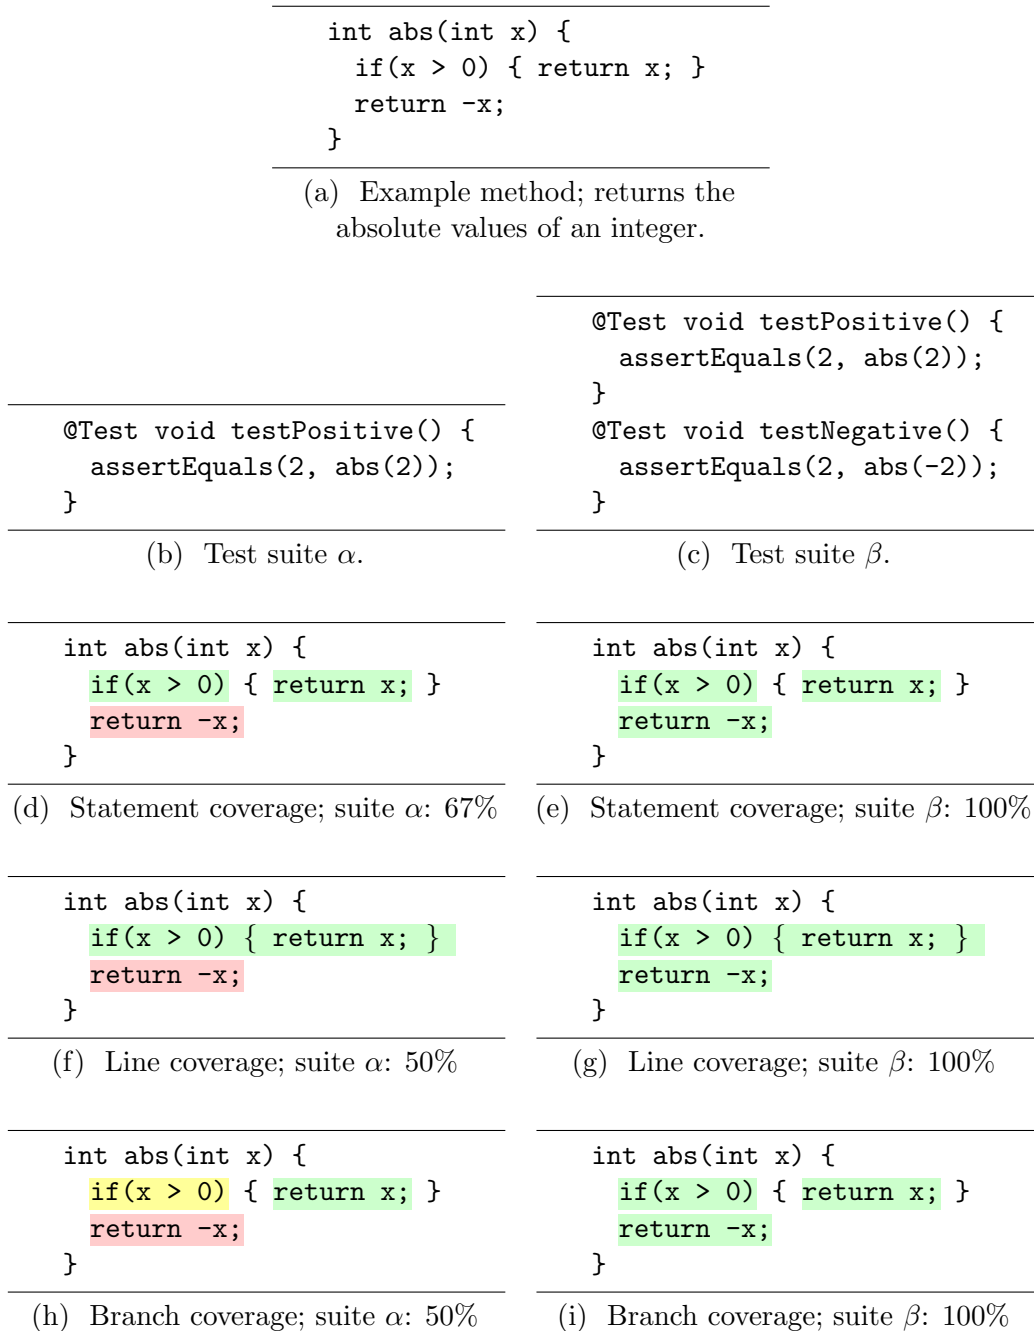 int abs(int x) {
  if(x > 0) { return x; }
  return -x;
}
(a) Example method; returns the
absolute values of an integer.
@Test void testPositive() {
  assertEquals(2, abs(2));
}
(b) Test suite α.
@Test void testPositive() {
  assertEquals(2, abs(2));
}
@Test void testNegative() {
  assertEquals(2, abs(-2));
}
(c) Test suite β.
int abs(int x) {
  if(x > 0) { return x; }
  return -x;
}
(d) Statement coverage; suite α: 67%
int abs(int x) {
  if(x > 0) { return x; }
  return -x;
}
(e) Statement coverage; suite β: 100%
int abs(int x) {
  if(x > 0) { return x; }
  return -x;
}
(f) Line coverage; suite α: 50%
int abs(int x) {
  if(x > 0) { return x; }
  return -x;
}
(g) Line coverage; suite β: 100%
int abs(int x) {
  if(x > 0) { return x; }
  return -x;
}
(h) Branch coverage; suite α: 50%
int abs(int x) {
  if(x > 0) { return x; }
  return -x;
}
(i) Branch coverage; suite β: 100%